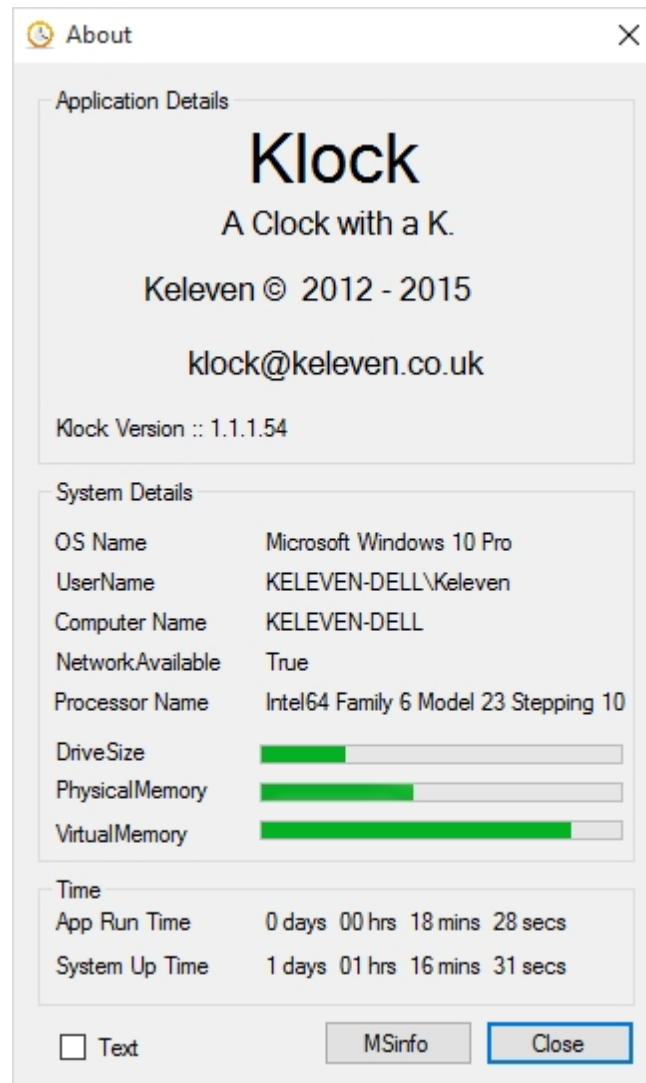 About
Application Details
Klock
A Clock with a K.
Keleven © 2012 - 2015
klock@keleven.co.uk
Klock Version :: 1.1.1.54
System Details
OS Name Microsoft Windows 10 Pro
UserName KELEVEN-DELL\Keleven
Computer Name KELEVEN-DELL
NetworkAvailable True
Processor Name Intel64 Family 6 Model 23 Stepping 10
DriveSize
PhysicalMemory
VirtualMemory
Time
App Run Time 0 days 00 hrs 18 mins 28 secs
System Up Time 1 days 01 hrs 16 mins 31 secs
Text MSinfo Close